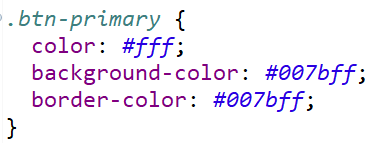 .btn-primary {
  color: #fff;
  background-color: #007bff;
  border-color: #007bff;
}